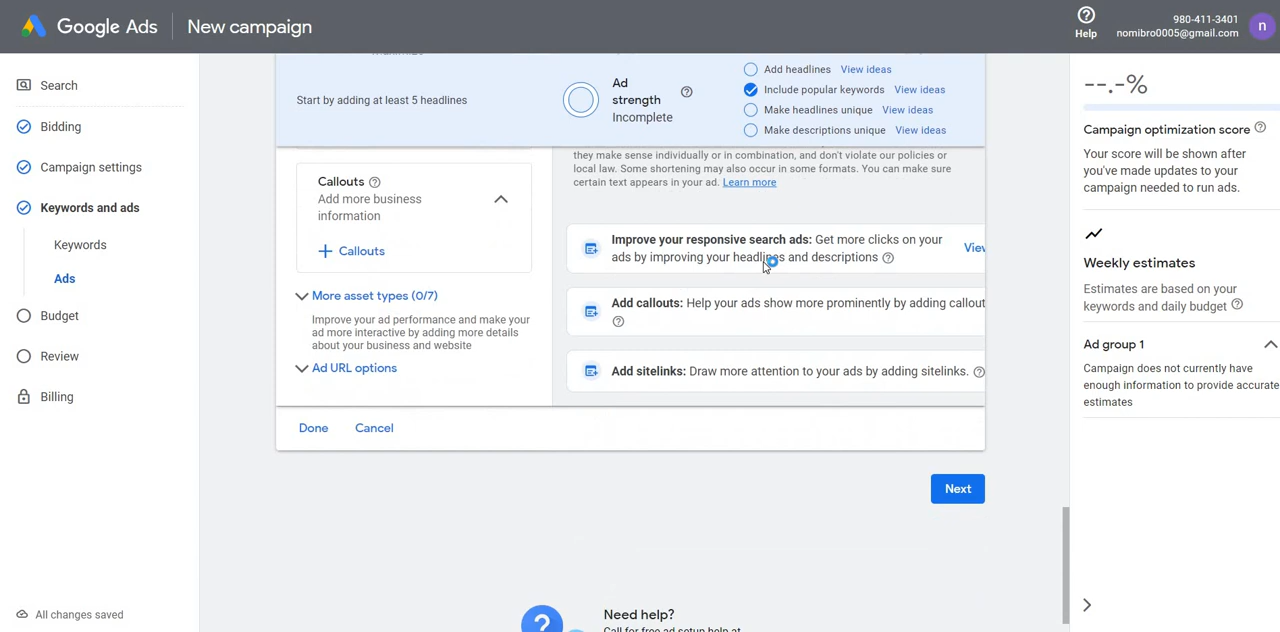 Google Ads
New campaign
Help
980-411-3401
nomibro0005@gmail.com
n
Search
Bidding
Campaign settings
Keywords and ads
Keywords
Ads
Budget
Review
Billing
All changes saved
Start by adding at least 5 headlines
Ad
strength
Incomplete
Add headlines View ideas
Include popular keywords View ideas
Make headlines unique View ideas
Make descriptions unique View ideas
Callouts
Add more business
information
Callouts
More asset types (0/7)
Improve your ad performance and make your
ad more interactive by adding more details
about your business and website
Ad URL options
they make sense individually or in combination, and don't violate our policies or
local law. Some shortening may also occur in some formats. You can make sure
certain text appears in your ad. Learn more
Improve your responsive search ads: Get more clicks on your
ads by improving your headlines and descriptions
View
Add callouts: Help your ads show more prominently by adding callout
Add sitelinks: Draw more attention to your ads by adding sitelinks.
Done Cancel
Next
Need help?
Call for free ad setup help at
--.-%
Campaign optimization score
Your score will be shown after
you've made updates to your
campaign needed to run ads.
Weekly estimates
Estimates are based on your
keywords and daily budget
Ad group 1
Campaign does not currently have
enough information to provide accurate
estimates